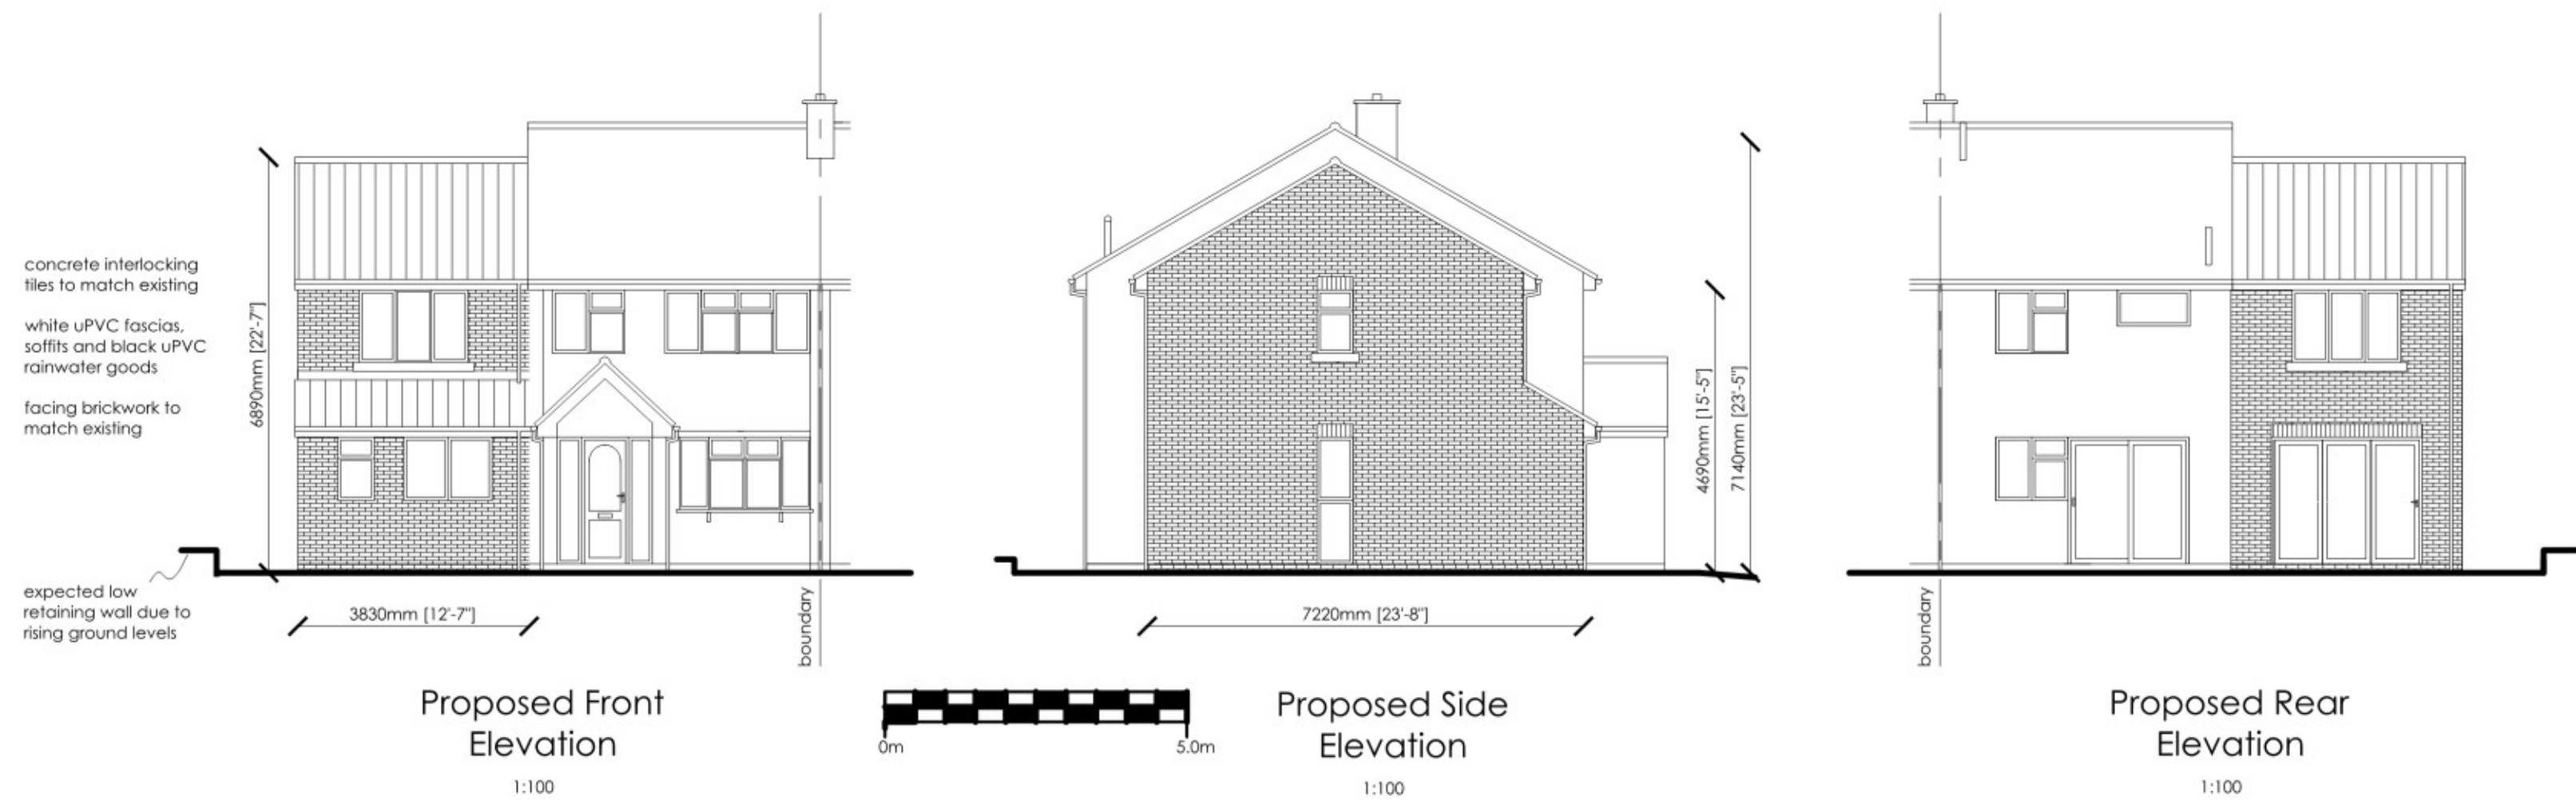 concrete interlocking
tiles to match existing
white uPVC fascias,
soffits and black uPVC
rainwater goods
facing brickwork to
match existing
expected low
retaining wall due to
rising ground levels
6890mm [22'-7"]
3830mm [12'-7"]
boundary
Proposed Front
Elevation
1:100
0m
5.0m
4690mm [15'-5"]
7140mm [23'-5"]
7220mm [23'-8"]
Proposed Side
Elevation
1:100
boundary
Proposed Rear
Elevation
1:100